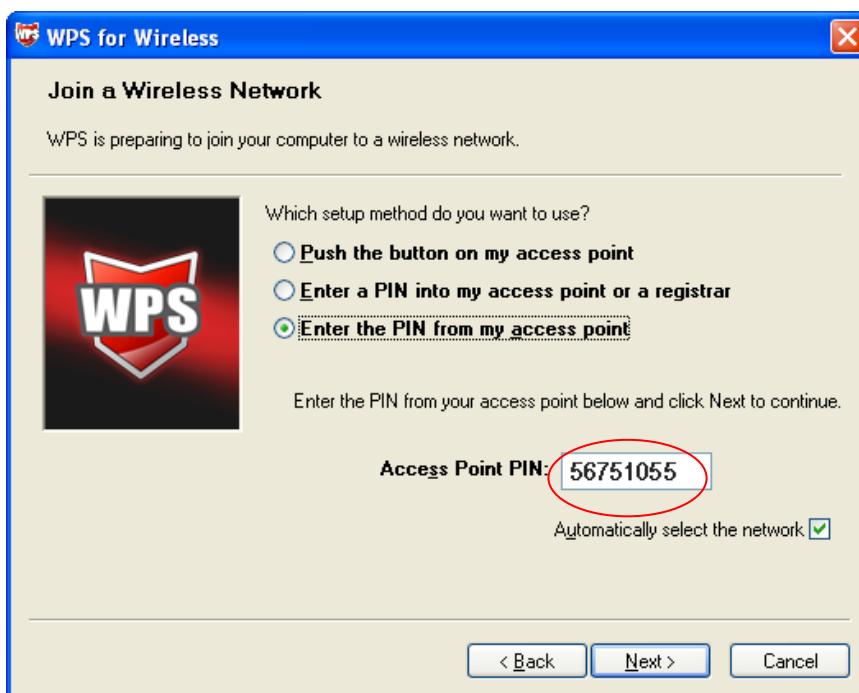 WPS for Wireless
Join a Wireless Network
WPS is preparing to join your computer to a wireless network.
Which setup method do you want to use?
Push the button on my access point
Enter a PIN into my access point or a registrar
Enter the PIN from my access point
WPS
Enter the PIN from your access point below and click Next to continue.
Access Point PIN: 56751055
Automatically select the network
< Back Next > Cancel